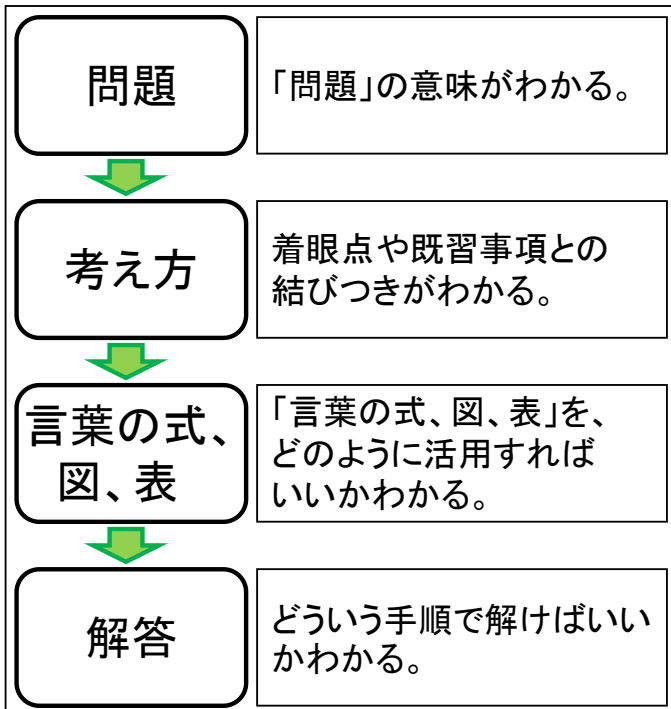 問題
「問題」の意味がわかる。
考え方
着眼点や既習事項との
結びつきがわかる。
言葉の式、
図、表
「言葉の式、図、表」を、
どのように活用すれば
いいかわかる。
解答
どういう手順で解けばいい
かわかる。